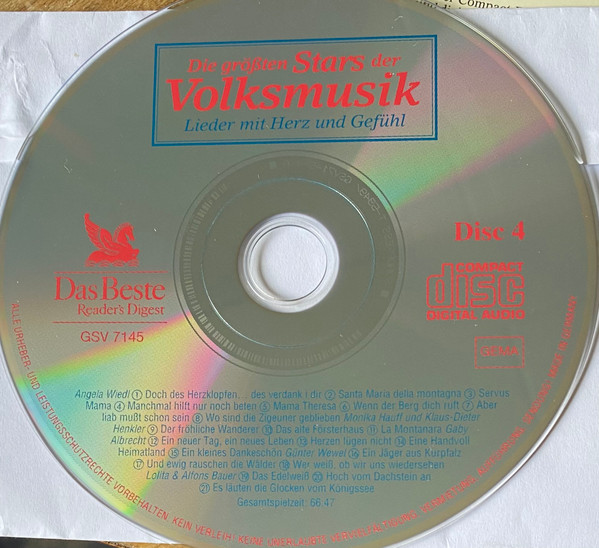 Compact
Die größten Stars der
Volksmusik
Lieder mit Herz und Gefühl
Disc 4
Das Beste
Reader's Digest
GSV 7145
COMPACT
disc
DIGITAL AUDIO
GEMA
Angela Wiedl ① Doch des Herzklopfen... des verdank i dir ② Santa Maria della montagna ③ Servus
Mama ④ Manchmal hilft nur noch beten ⑤ Mama Theresa ⑥ Wenn der Berg dich ruft ⑦ Aber
liab mußt schon sein ⑧ Wo sind die Zigeuner geblieben Monika Hauff und Klaus-Dieter
Henkler ⑨ Der fröhliche Wanderer ⑩ Das alte Försterhaus ⑪ La Montanara Gaby
Albrecht ⑫ Ein neuer Tag, ein neues Leben ⑬ Herzen lügen nicht ⑭ Eine Handvoll
Heimatland ⑮ Ein kleines Dankeschön Günter Wewel ⑯ Ein Jäger aus Kurpfalz
⑰ Und ewig rauschen die Wälder ⑱ Wer weiß, ob wir uns wiedersehen
Lolita & Alfons Bauer ⑲ Das Edelweiß ⑳ Hoch vom Dachstein an
㉑ Es läuten die Glocken vom Königssee
Gesamtspielzeit: 66:47
ALLE URHEBER- UND LEISTUNGSSCHUTZRECHTE VORBEHALTEN. KEIN VERLEIH! KEINE UNERLAUBTE VERVIELFÄLTIGUNG, VERMIETUNG, AUFFÜHRUNG, SENDUNG!